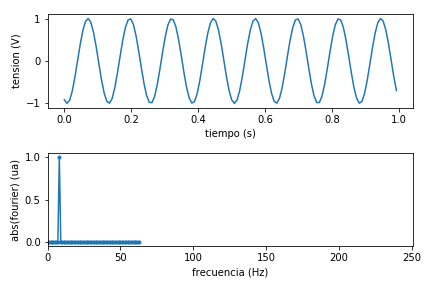 1
0
−1
tension (V)
0.0 0.2 0.4 0.6 0.8 1.0
tiempo (s)
1.0
0.5
0.0
abs(fourier) (ua)
0 50 100 150 200 250
frecuencia (Hz)